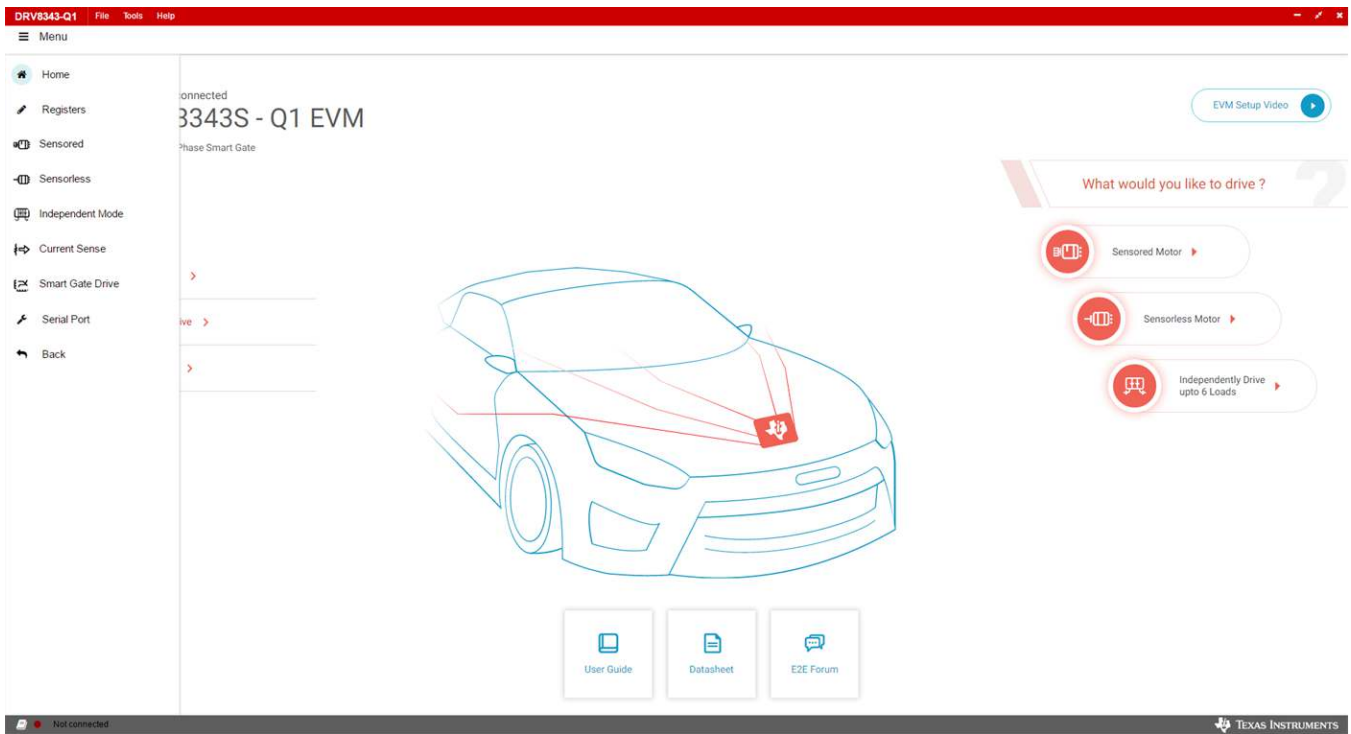 DRV8343-Q1 File Tools Help
Menu
Home
Registers
Sensored
Sensorless
Independent Mode
Current Sense
Smart Gate Drive
Serial Port
Back
onnected
8343S - Q1 EVM
Phase Smart Gate
ive
EVM Setup Video
What would you like to drive ?
Sensored Motor
Sensorless Motor
Independently Drive
upto 6 Loads
User Guide
Datasheet
E2E Forum
Not connected
TEXAS INSTRUMENTS